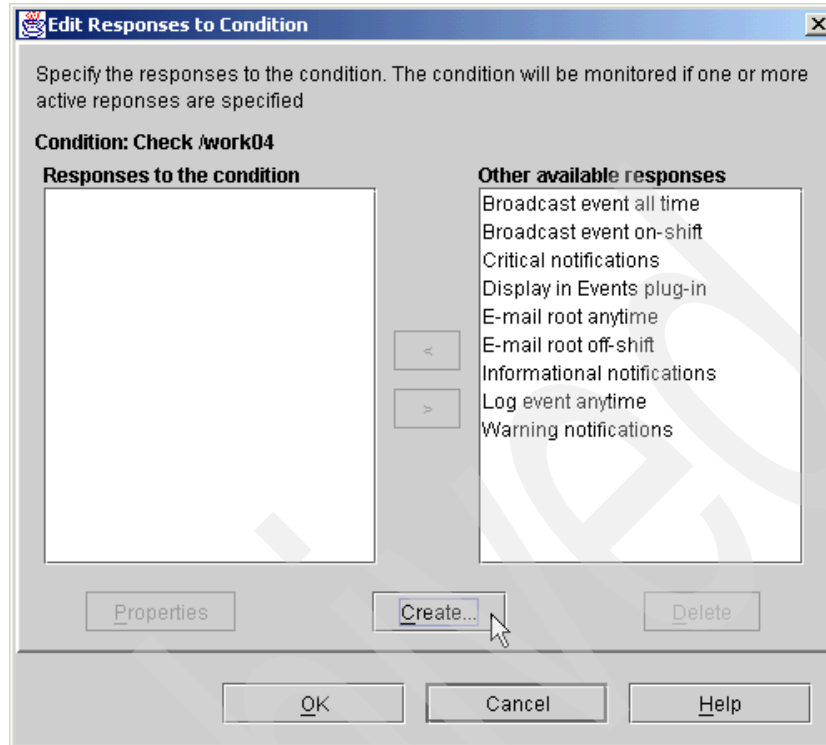 Edit Responses to Condition
Specify the responses to the condition. The condition will be monitored if one or more
active reponses are specified
Condition: Check /work04
Responses to the condition
Other available responses
Broadcast event all time
Broadcast event on-shift
Critical notifications
Display in Events plug-in
E-mail root anytime
E-mail root off-shift
Informational notifications
Log event anytime
Warning notifications
<
>
Properties
Create...
Delete
OK
Cancel
Help